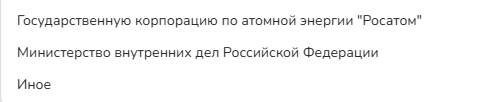 Государственную корпорацию по атомной энергии "Росатом"
Министерство внутренних дел Российской Федерации
Иное